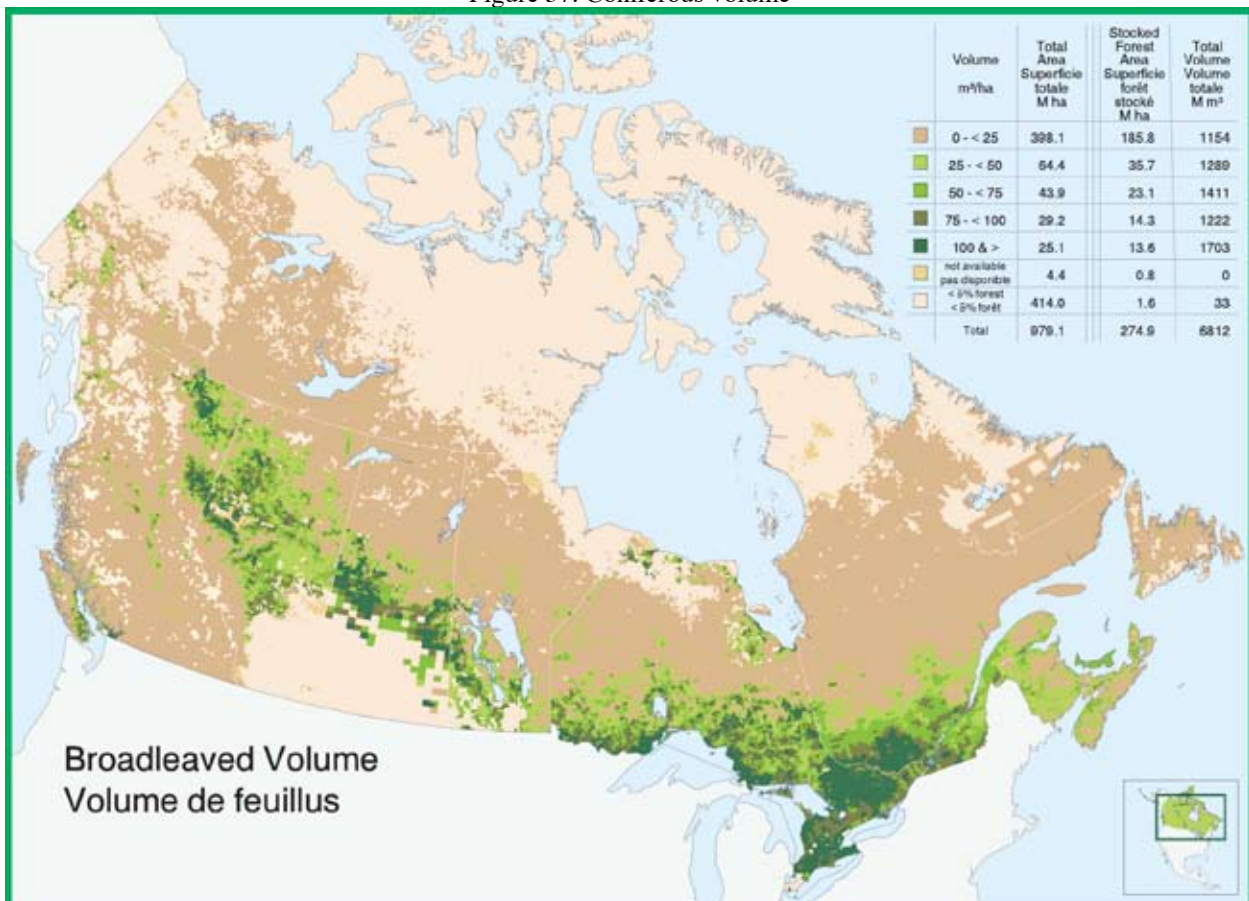 Figure 37. Coniferous volume
Volume
m³/ha
Total
Area
Superficie
totale
M ha
Stocked
Forest
Area
Superficie
forêt
stocké
M ha
Total
Volume
Volume
totale
M m³
0 - < 25 398.1 185.8 1154
25 - < 50 64.4 35.7 1289
50 - < 75 43.9 23.1 1411
75 - < 100 29.2 14.3 1222
100 & > 25.1 13.6 1703
not available
pas disponible
4.4 0.8 0
< 5% forest
< 5% forêt
414.0 1.6 33
Total 979.1 274.9 6812
Broadleaved Volume
Volume de feuillus